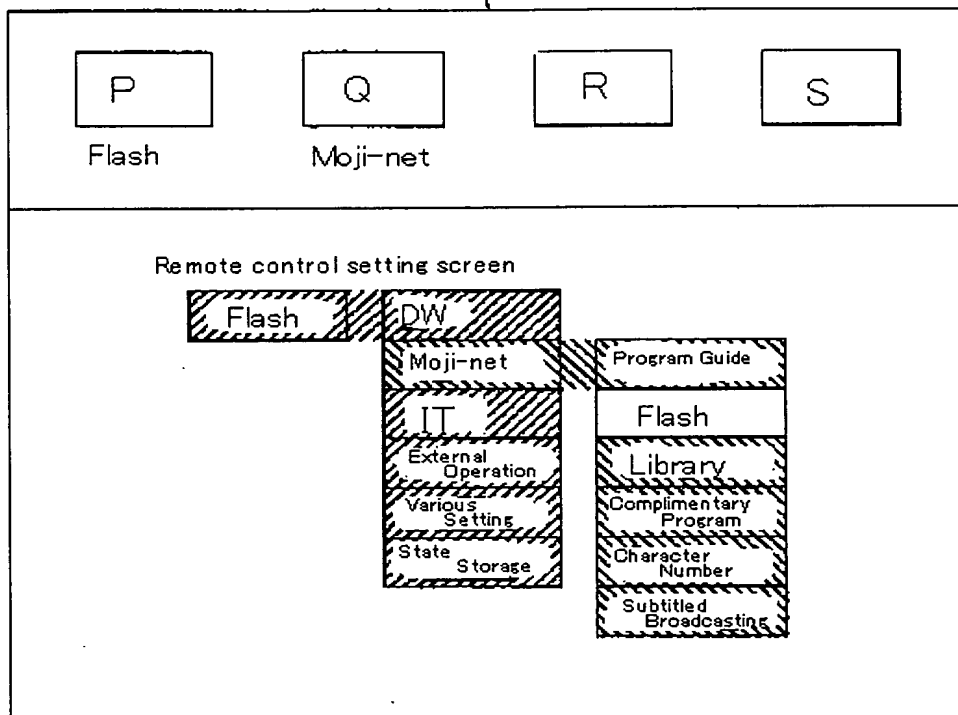 P Q R S
Flash Moji-net
Remote control setting screen
Flash
DW
Moji-net
IT
External
Operation
Various
Setting
State
Storage
Program Guide
Flash
Library
Complimentary
Program
Character
Number
Subtitled
Broadcasting